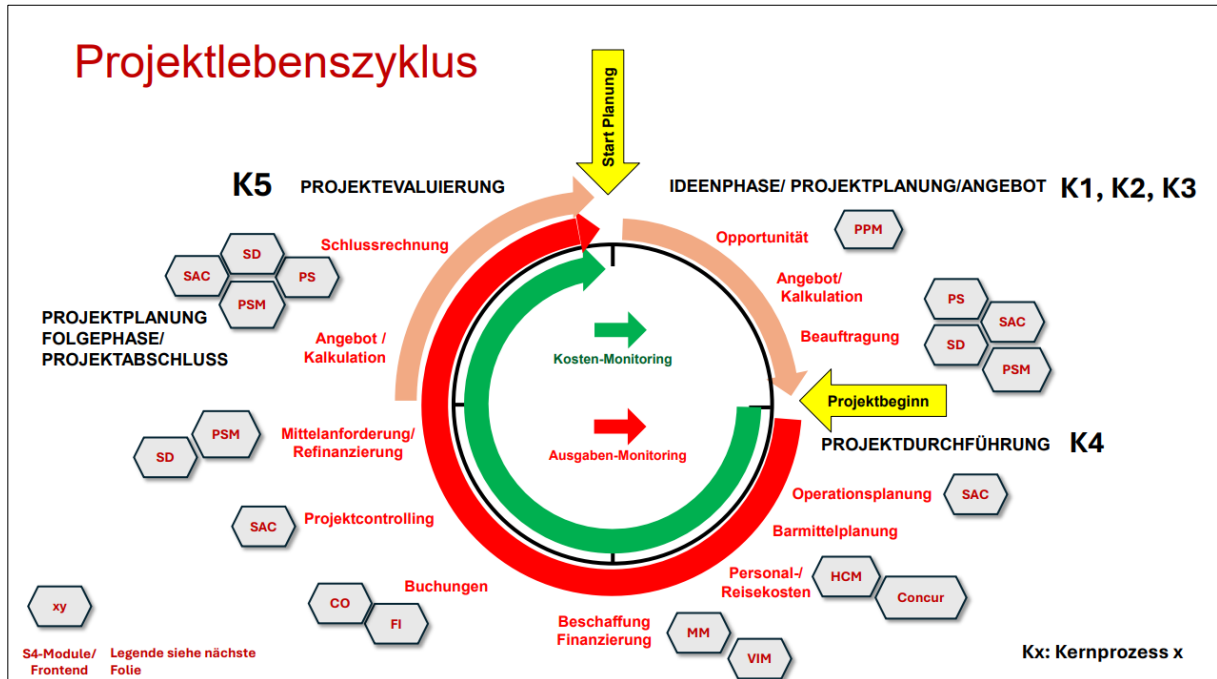 Projektlebenszyklus
Start Planung
K5 PROJEKTEVALUIERUNG
IDEENPHASE/ PROJEKTPLANUNG/ANGEBOT K1, K2, K3
Schlussrechnung
SD
SAC
PS
PSM
PROJEKTPLANUNG
FOLGEPHASE/
PROJEKTABSCHLUSS
Angebot /
Kalkulation
Opportunität
PPM
Angebot/
Kalkulation
Beauftragung
PS
SAC
SD
PSM
Kosten-Monitoring
Ausgaben-Monitoring
Projektbeginn
PROJEKTDURCHFÜHRUNG K4
Operationsplanung
SAC
Barmittelplanung
Personal-/
Reisekosten
HCM
Concur
Beschaffung
Finanzierung
MM
VIM
Buchungen
CO
FI
Projektcontrolling
SAC
Mittelanforderung/
Refinanzierung
PSM
SD
xy
S4-Module/
Frontend
Legende siehe nächste
Folie
Kx: Kernprozess x